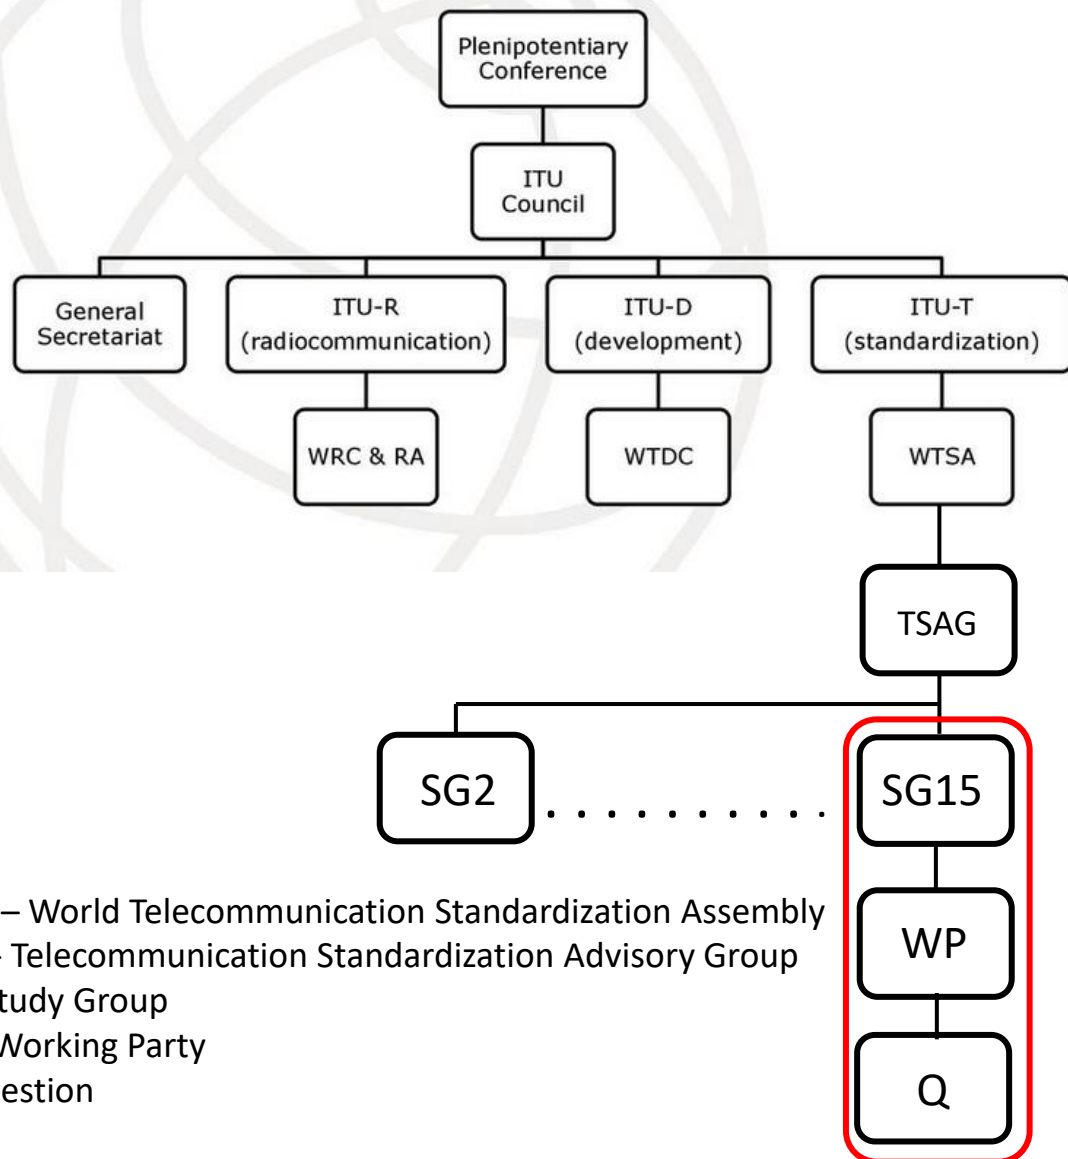 Plenipotentiary
Conference
ITU
Council
General
Secretariat
ITU-R
(radiocommunication)
ITU-D
(development)
ITU-T
(standardization)
WRC & RA
WTDC
WTSA
TSAG
SG2
. . . . . . . . . .
SG15
WP
Q
– World Telecommunication Standardization Assembly
- Telecommunication Standardization Advisory Group
tudy Group
Working Party
estion